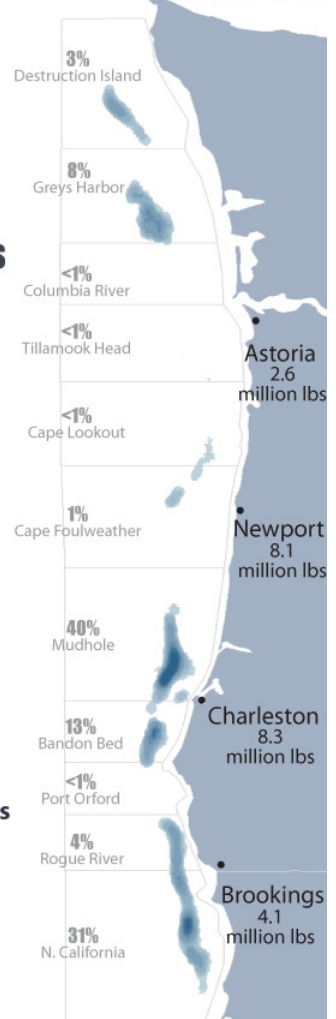 3%
Destruction Island
8%
Greys Harbor
s
<1%
Columbia River
<1%
Tillamook Head
Astoria
2.6
million lbs
<1%
Cape Lookout
1%
Cape Foulweather
Newport
8.1
million lbs
40%
Mudhole
13%
Bandon Bed
Charleston
8.3
million lbs
<1%
Port Orford
s
4%
Rogue River
Brookings
4.1
million lbs
31%
N. California